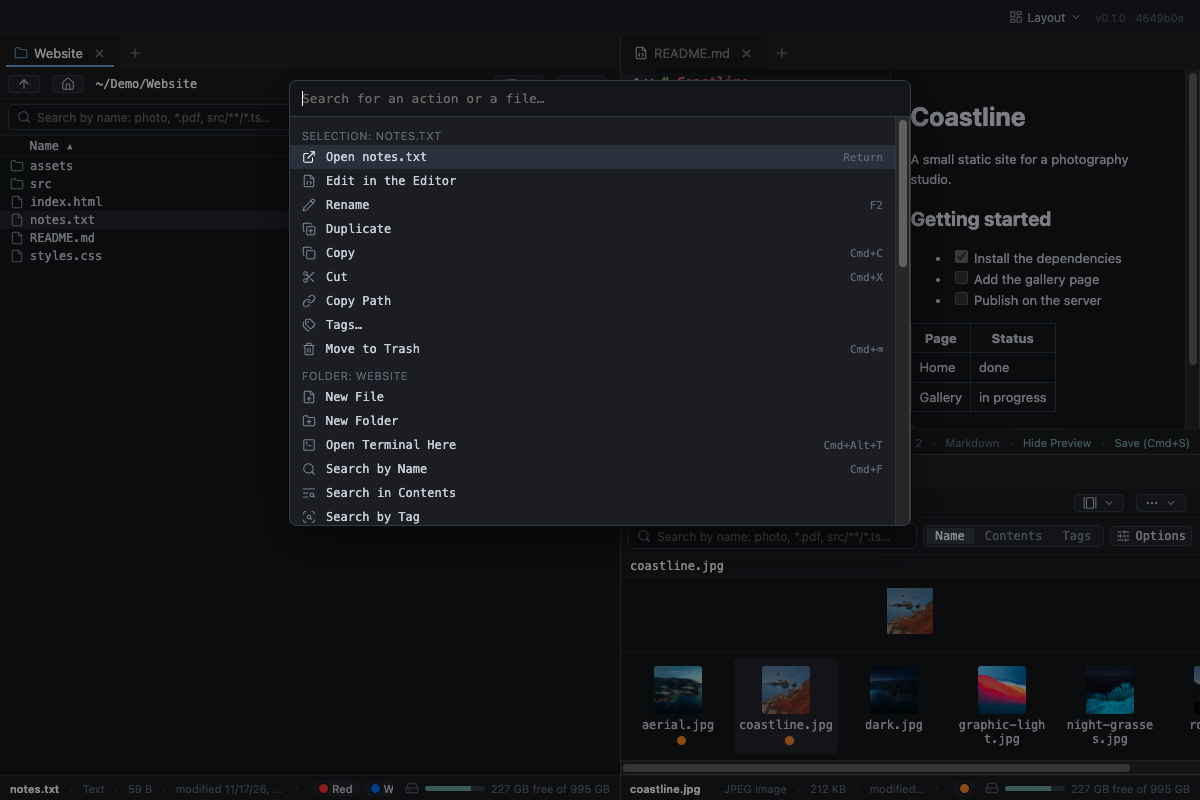 Layout
v0.1.0 · 4649b0e
Website
README.md
~/Demo/Website
Search by name: photo, *.pdf, src/**/*.ts...
Name
assets
src
index.html
notes.txt
README.md
styles.css
Search for an action or a file…
SELECTION: NOTES.TXT
Open notes.txt Return
Edit in the Editor
Rename F2
Duplicate
Copy Cmd+C
Cut Cmd+X
Copy Path
Tags…
Move to Trash Cmd+⌫
FOLDER: WEBSITE
New File
New Folder
Open Terminal Here Cmd+Alt+T
Search by Name Cmd+F
Search in Contents
Search by Tag
Coastline
A small static site for a photography
studio.
Getting started
Install the dependencies
Add the gallery page
Publish on the server
Page Status
Home done
Gallery in progress
2 · Markdown · Hide Preview · Save (Cmd+S)
Search by name: photo, *.pdf, src/**/*.ts...
Name Contents Tags Options
coastline.jpg
aerial.jpg
coastline.jpg
dark.jpg
graphic-ligh
t.jpg
night-grasse
s.jpg
notes.txt · Text · 59 B · modified 11/17/26, … · Red W 227 GB free of 995 GB
coastline.jpg · JPEG image · 212 KB · modified… · 227 GB free of 995 GB